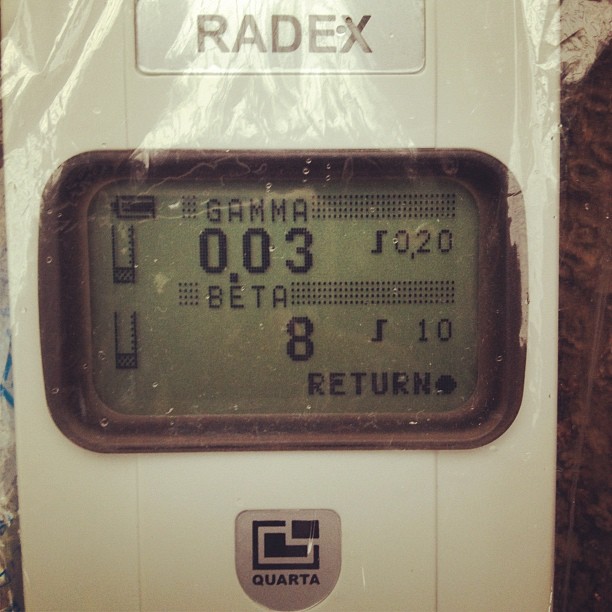 RADEX
GAMMA
0.03 0,20
BETA
8 10
RETURN
QUARTA